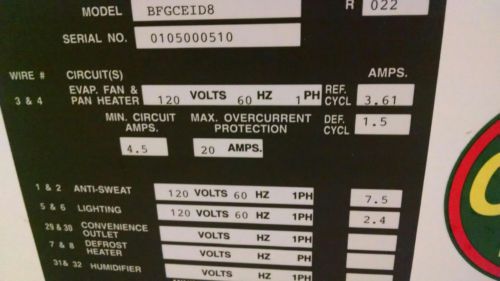 MODEL BFGCEID8 R 022
SERIAL NO. 0105000510
WIRE # CIRCUIT(S) AMPS.
3 & 4 EVAP. FAN & PAN HEATER 120 VOLTS 60 HZ 1 PH REF. CYCL 3.61
MIN. CIRCUIT AMPS. MAX. OVERCURRENT PROTECTION DEF. CYCL 1.5
4.5 20 AMPS.
1 & 2 ANTI-SWEAT 120 VOLTS 60 HZ 1PH 7.5
5 & 6 LIGHTING 120 VOLTS 60 HZ 1PH 2.4
29 & 30 CONVENIENCE OUTLET VOLTS HZ 1PH
7 & 8 DEFROST HEATER VOLTS HZ PH
31 & 32 HUMIDIFIER VOLTS HZ 1PH